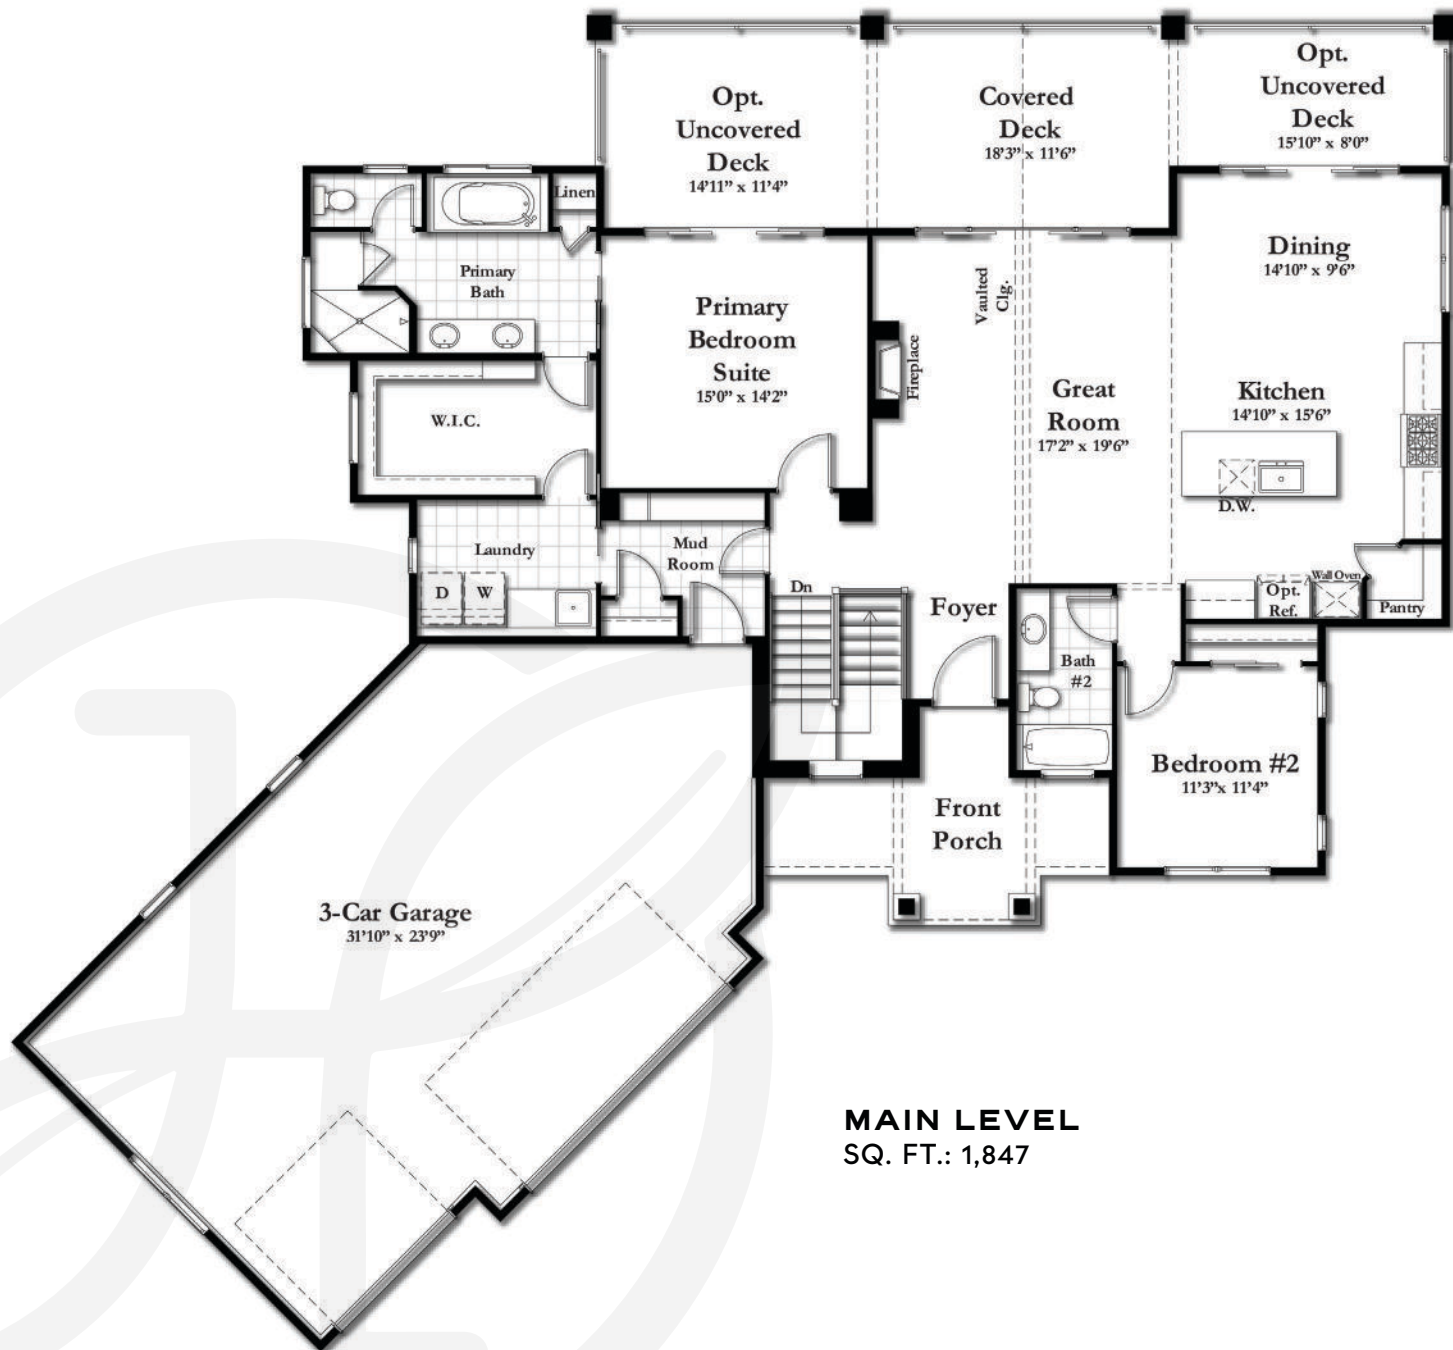 Opt.
Uncovered
Deck
14'11” x 11'4”
Covered
Deck
18'3” x 11'6”
Opt.
Uncovered
Deck
15'10” x 8'0”
Linen
Primary
Bath
Primary
Bedroom
Suite
15'0” x 14'2”
Vaulted
Clg.
Fireplace
Great
Room
17'2” x 19'6”
Dining
14'10” x 9'6”
Kitchen
14'10” x 15'6”
D.W.
W.I.C.
Laundry
D
W
Mud
Room
Dn
Foyer
Bath
#2
Opt.
Ref.
Wall Oven
Pantry
Bedroom #2
11'3”x 11'4”
Front
Porch
3-Car Garage
31'10” x 23'9”
MAIN LEVEL
SQ. FT.: 1,847